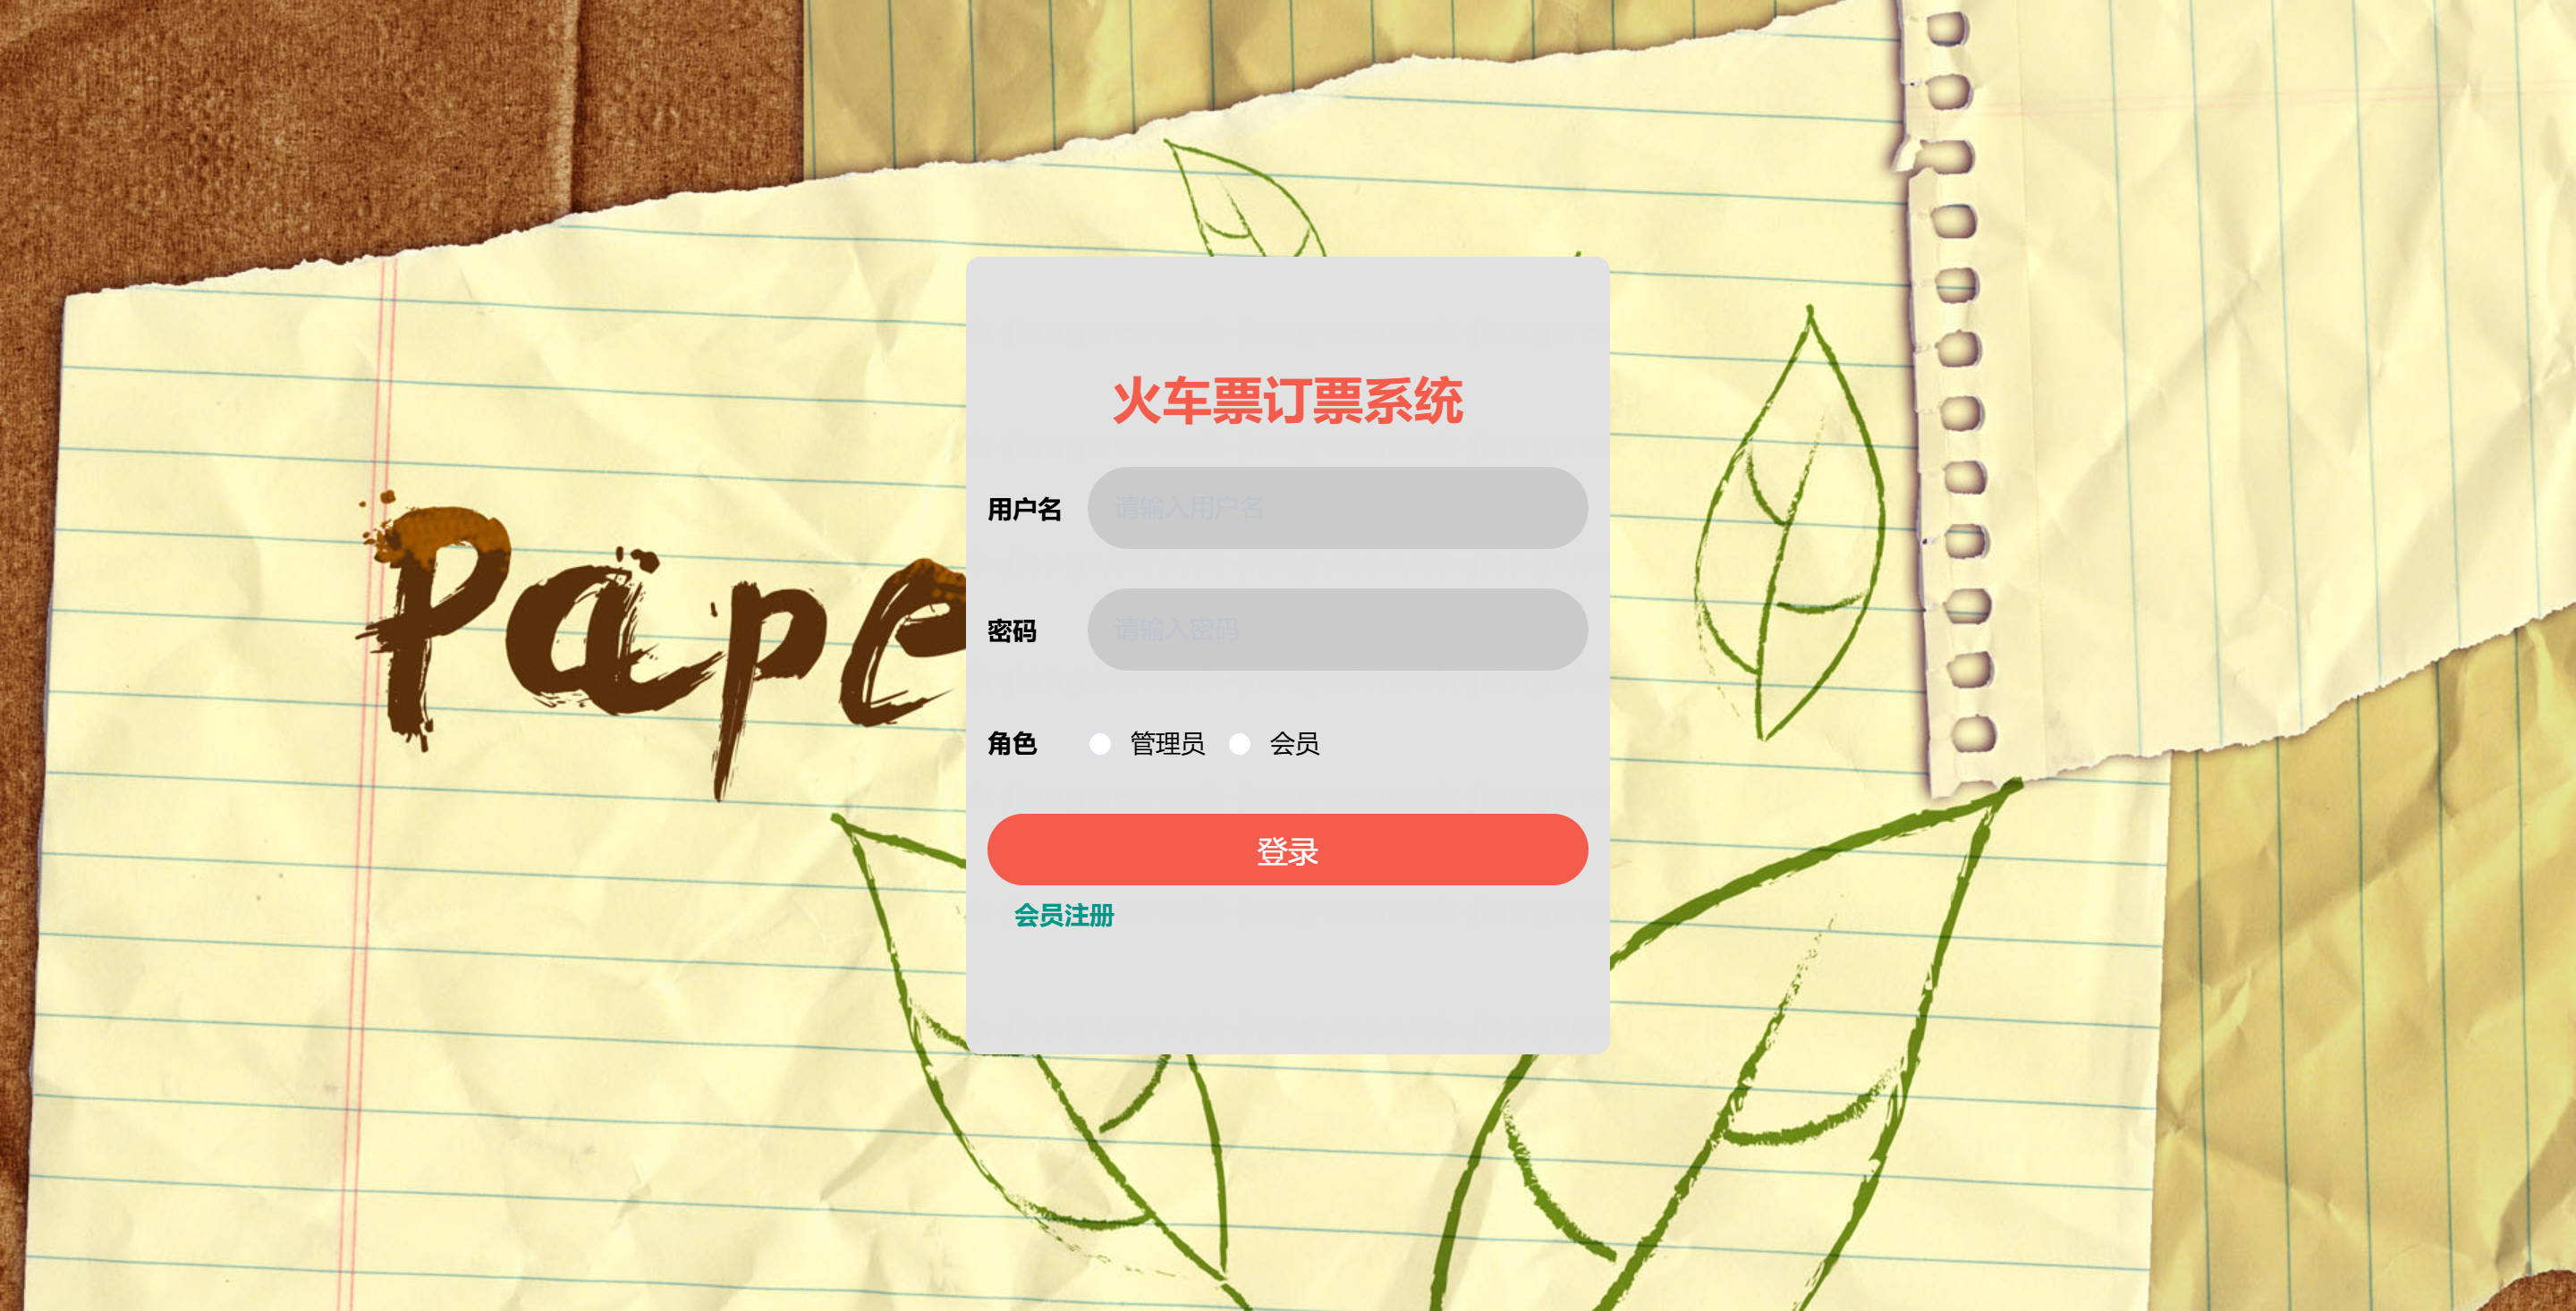 火车票订票系统
Pape
用户名 请输入用户名
密码 请输入密码
角色 管理员 会员
登录
会员注册